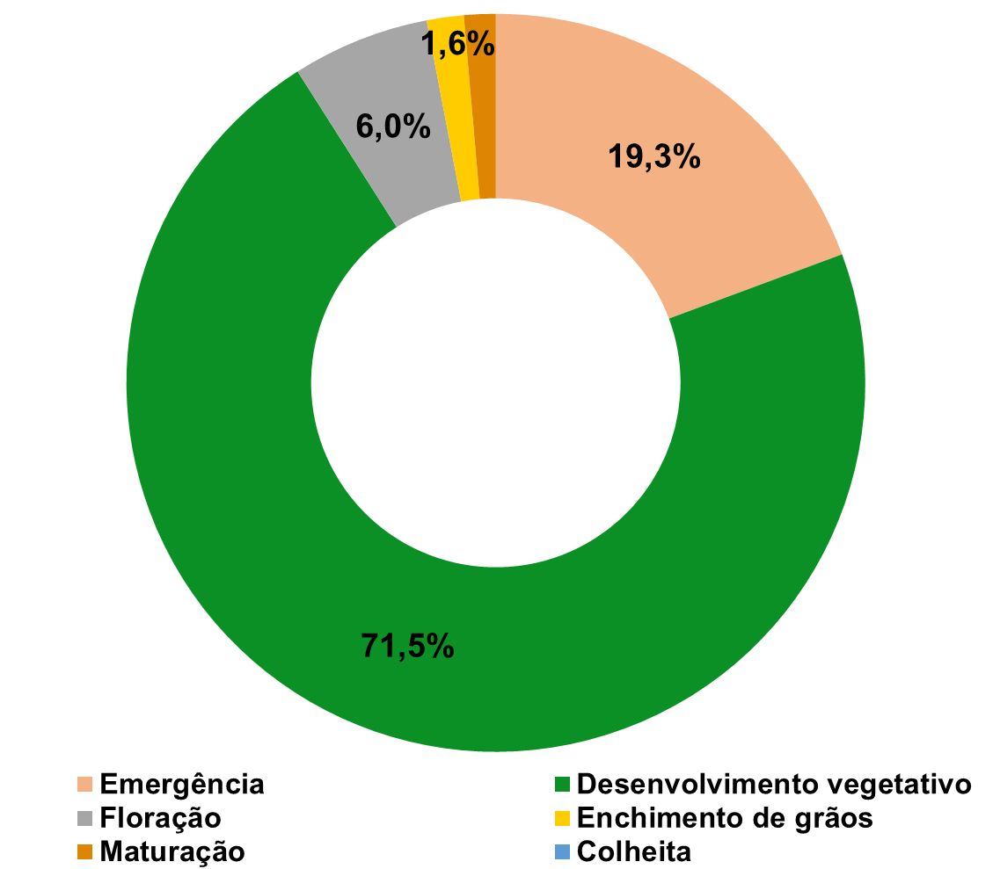 1,6%
6,0%
19,3%
71,5%
Emergência
Desenvolvimento vegetativo
Floração
Enchimento de grãos
Maturação
Colheita